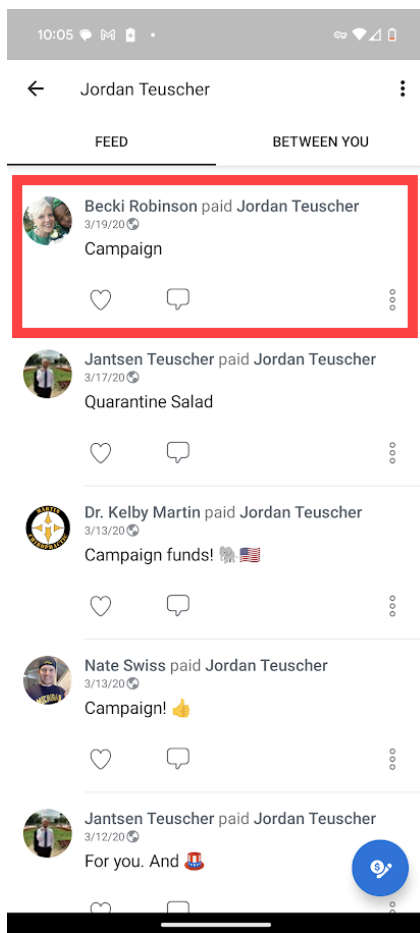 10:05
Jordan Teuscher
FEED
BETWEEN YOU
Becki Robinson paid Jordan Teuscher
3/19/20
Campaign
Jantsen Teuscher paid Jordan Teuscher
3/17/20
Quarantine Salad
Dr. Kelby Martin paid Jordan Teuscher
3/13/20
Campaign funds! 🐘🇺🇸
Nate Swiss paid Jordan Teuscher
3/13/20
Campaign! 👍
Jantsen Teuscher paid Jordan Teuscher
3/12/20
For you. And